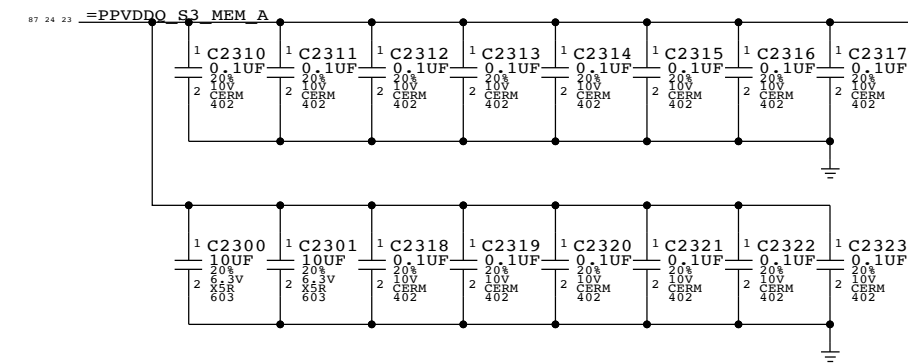 87 24 23 =PPVDDQ_S3_MEM_A
1 C2310 1 C2311 1 C2312 1 C2313 1 C2314 1 C2315 1 C2316 1 C2317
0.1UF 0.1UF 0.1UF 0.1UF 0.1UF 0.1UF 0.1UF 0.1UF
20% 20% 20% 20% 20% 20% 20% 20%
10V 10V 10V 10V 10V 10V 10V 10V
2 CERM 2 CERM 2 CERM 2 CERM 2 CERM 2 CERM 2 CERM 2 CERM
402 402 402 402 402 402 402 402
1 C2300 1 C2301 1 C2318 1 C2319 1 C2320 1 C2321 1 C2322 1 C2323
10UF 10UF 0.1UF 0.1UF 0.1UF 0.1UF 0.1UF 0.1UF
20% 20% 20% 20% 20% 20% 20% 20%
6.3V 6.3V 10V 10V 10V 10V 10V 10V
2 X5R 2 X5R 2 CERM 2 CERM 2 CERM 2 CERM 2 CERM 2 CERM
603 603 402 402 402 402 402 402